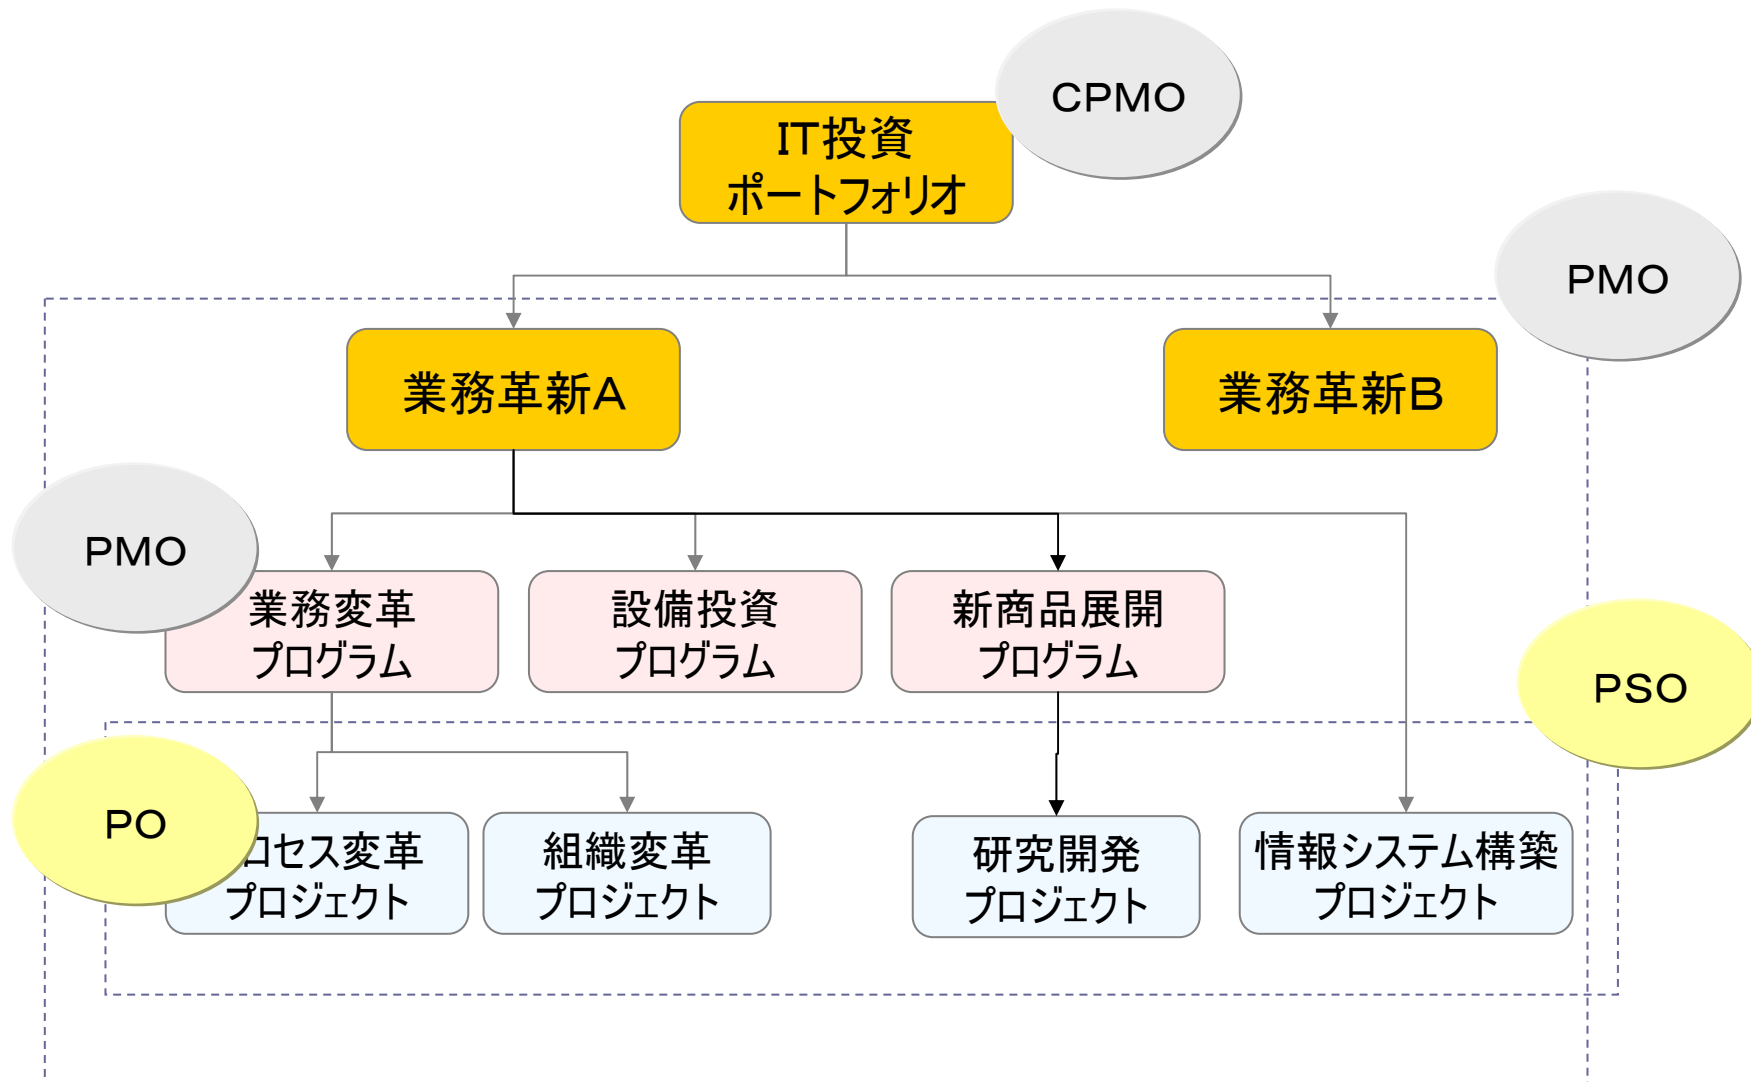 CPMO
IT投資
ポートフォリオ
PMO
業務革新A
業務革新B
PMO
業務変革
プログラム
設備投資
プログラム
新商品展開
プログラム
PSO
PO
ロセス変革
プロジェクト
組織変革
プロジェクト
研究開発
プロジェクト
情報システム構築
プロジェクト